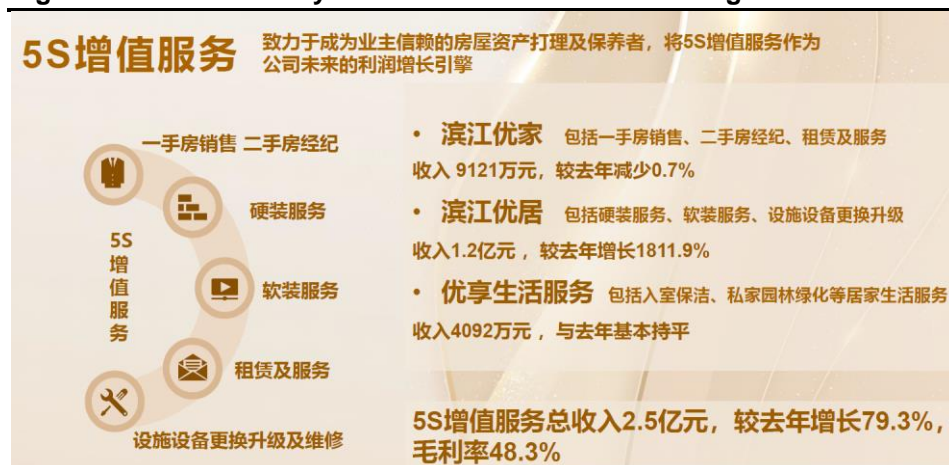 5S增值服务
致力于成为业主信赖的房屋资产打理及保养者，将5S增值服务作为
公司未来的利润增长引擎
一手房销售 二手房经纪
硬装服务
5S
增
值
服
务
软装服务
租赁及服务
设施设备更换升级及维修
• 滨江优家 包括一手房销售、二手房经纪、租赁及服务
收入 9121万元，较去年减少0.7%
• 滨江优居 包括硬装服务、软装服务、设施设备更换升级
收入1.2亿元 ，较去年增长1811.9%
• 优享生活服务 包括入室保洁、私家园林绿化等居家生活服务
收入4092万元 ，与去年基本持平
5S增值服务总收入2.5亿元，较去年增长79.3%，
毛利率48.3%